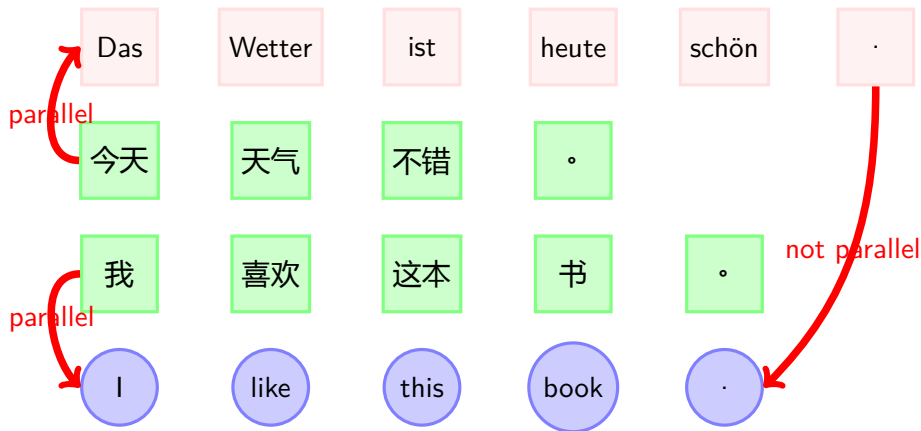 Das Wetter ist heute schön .
parallel
今天 天气 不错 。
我 喜欢 这本 书 。
not parallel
parallel
I like this book .